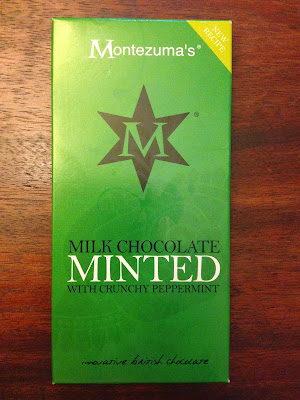 Montezuma's®
NEW
RECIPE
M
®
MILK CHOCOLATE
MINTED
WITH CRUNCHY PEPPERMINT
innovative british chocolate